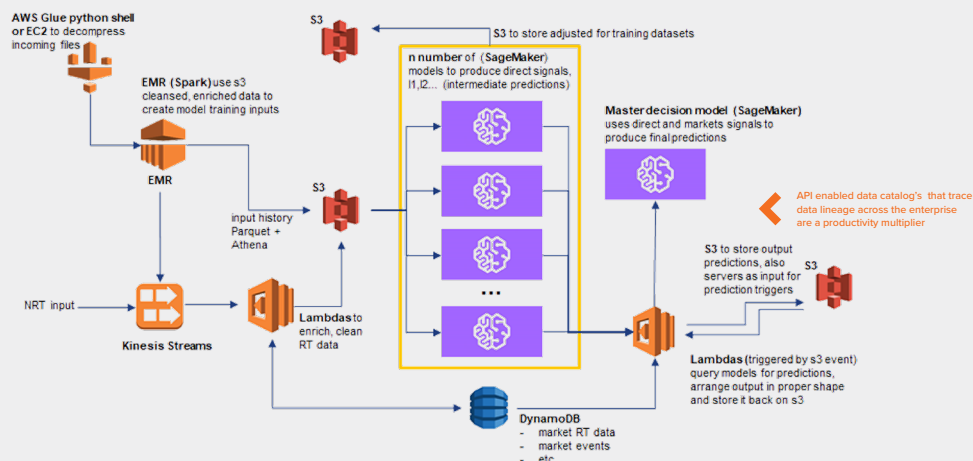 AWS Glue python shell
or EC2 to decompress
incoming files
S3
S3 to store adjusted for training datasets
n number of (SageMaker)
models to produce direct signals,
I1,I2... (intermediate predictions)
EMR (Spark) use s3
cleansed, enriched data to
create model training inputs
EMR
Master decision model (SageMaker)
uses direct and markets signals to
produce final predictions
S3
input history
Parquet +
Athena
API enabled data catalog's that trace
data lineage across the enterprise
are a productivity multiplier
S3 to store output
predictions, also
servers as input for
prediction triggers
S3
...
NRT input
Kinesis Streams
Lambdas to
enrich, clean
RT data
Lambdas (triggered by s3 event)
query models for predictions,
arrange output in proper shape
and store it back on s3
DynamoDB
- market RT data
- market events
- etc